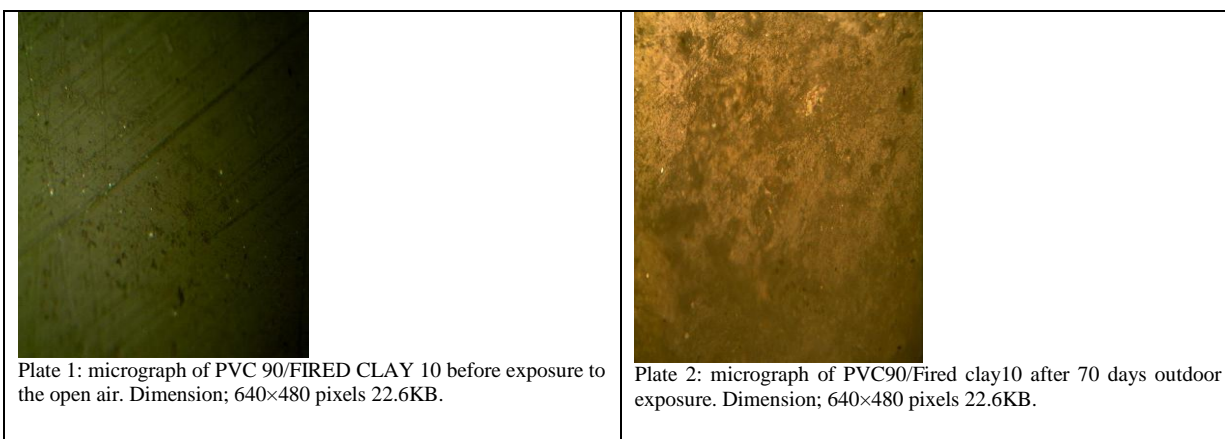 Plate 1: micrograph of PVC 90/FIRED CLAY 10 before exposure to
the open air. Dimension; 640×480 pixels 22.6KB.
Plate 2: micrograph of PVC90/Fired clay10 after 70 days outdoor
exposure. Dimension; 640×480 pixels 22.6KB.